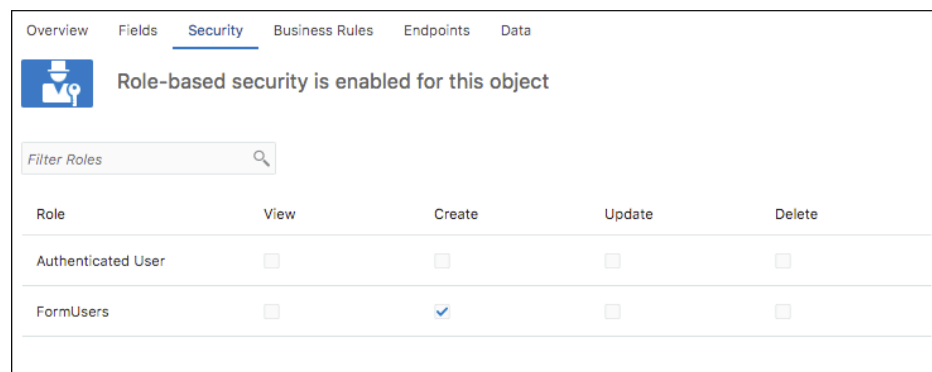 Overview Fields Security Business Rules Endpoints Data
Role-based security is enabled for this object
Filter Roles
Role View Create Update Delete
Authenticated User
FormUsers